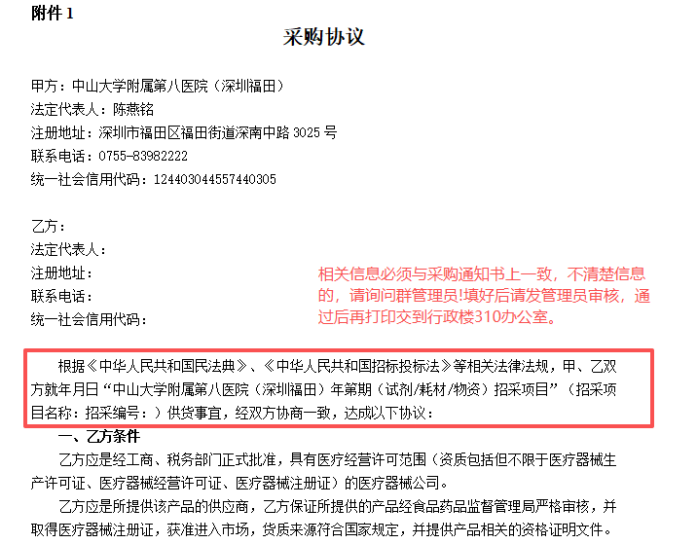 附件 1
采购协议
甲方：中山大学附属第八医院（深圳福田）
法定代表人：陈燕铭
注册地址：深圳市福田区福田街道深南中路 3025 号
联系电话：0755-83982222
统一社会信用代码：124403044557440305
乙方：
法定代表人：
注册地址：
联系电话：
统一社会信用代码：
相关信息必须与采购通知书上一致，不清楚信息
的，请询问群管理员!填好后请发管理员审核，通
过后再打印交到行政楼310办公室。
根据《中华人民共和国民法典》、《中华人民共和国招标投标法》等相关法律法规，甲、乙双
方就年月日“中山大学附属第八医院（深圳福田）年第期（试剂/耗材/物资）招采项目”（招采项
目名称：招采编号：）供货事宜，经双方协商一致，达成以下协议：
一、乙方条件
乙方应是经工商、税务部门正式批准，具有医疗经营许可范围（资质包括但不限于医疗器械生
产许可证、医疗器械经营许可证、医疗器械注册证）的医疗器械公司。
乙方应是所提供该产品的供应商，乙方保证所提供的产品经食品药品监督管理局严格审核，并
取得医疗器械注册证，获准进入市场，货质来源符合国家规定，并提供产品相关的资格证明文件。